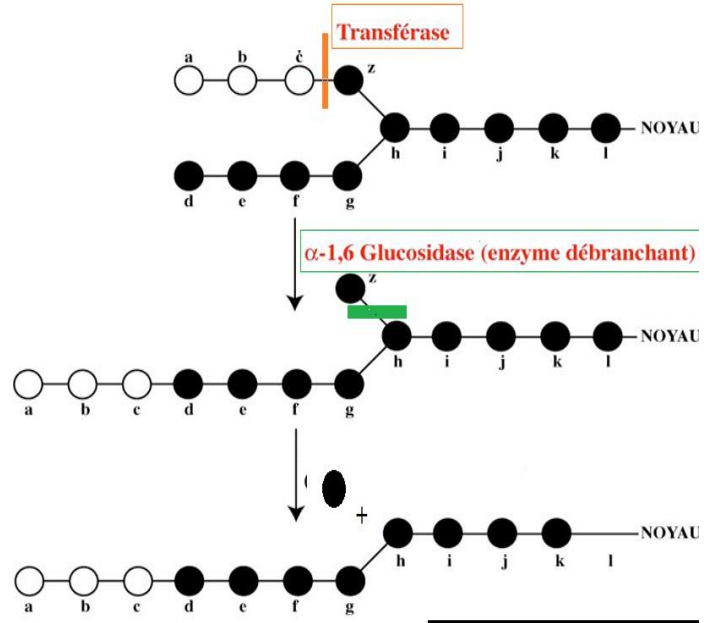 Transférase
a b c z
NOYAU
h i j k l
d e f g
α-1,6 Glucosidase (enzyme débranchant)
z
NOYAU
h i j k l
a b c d e f g
+
NOYAU
h i j k l
a b c d e f g